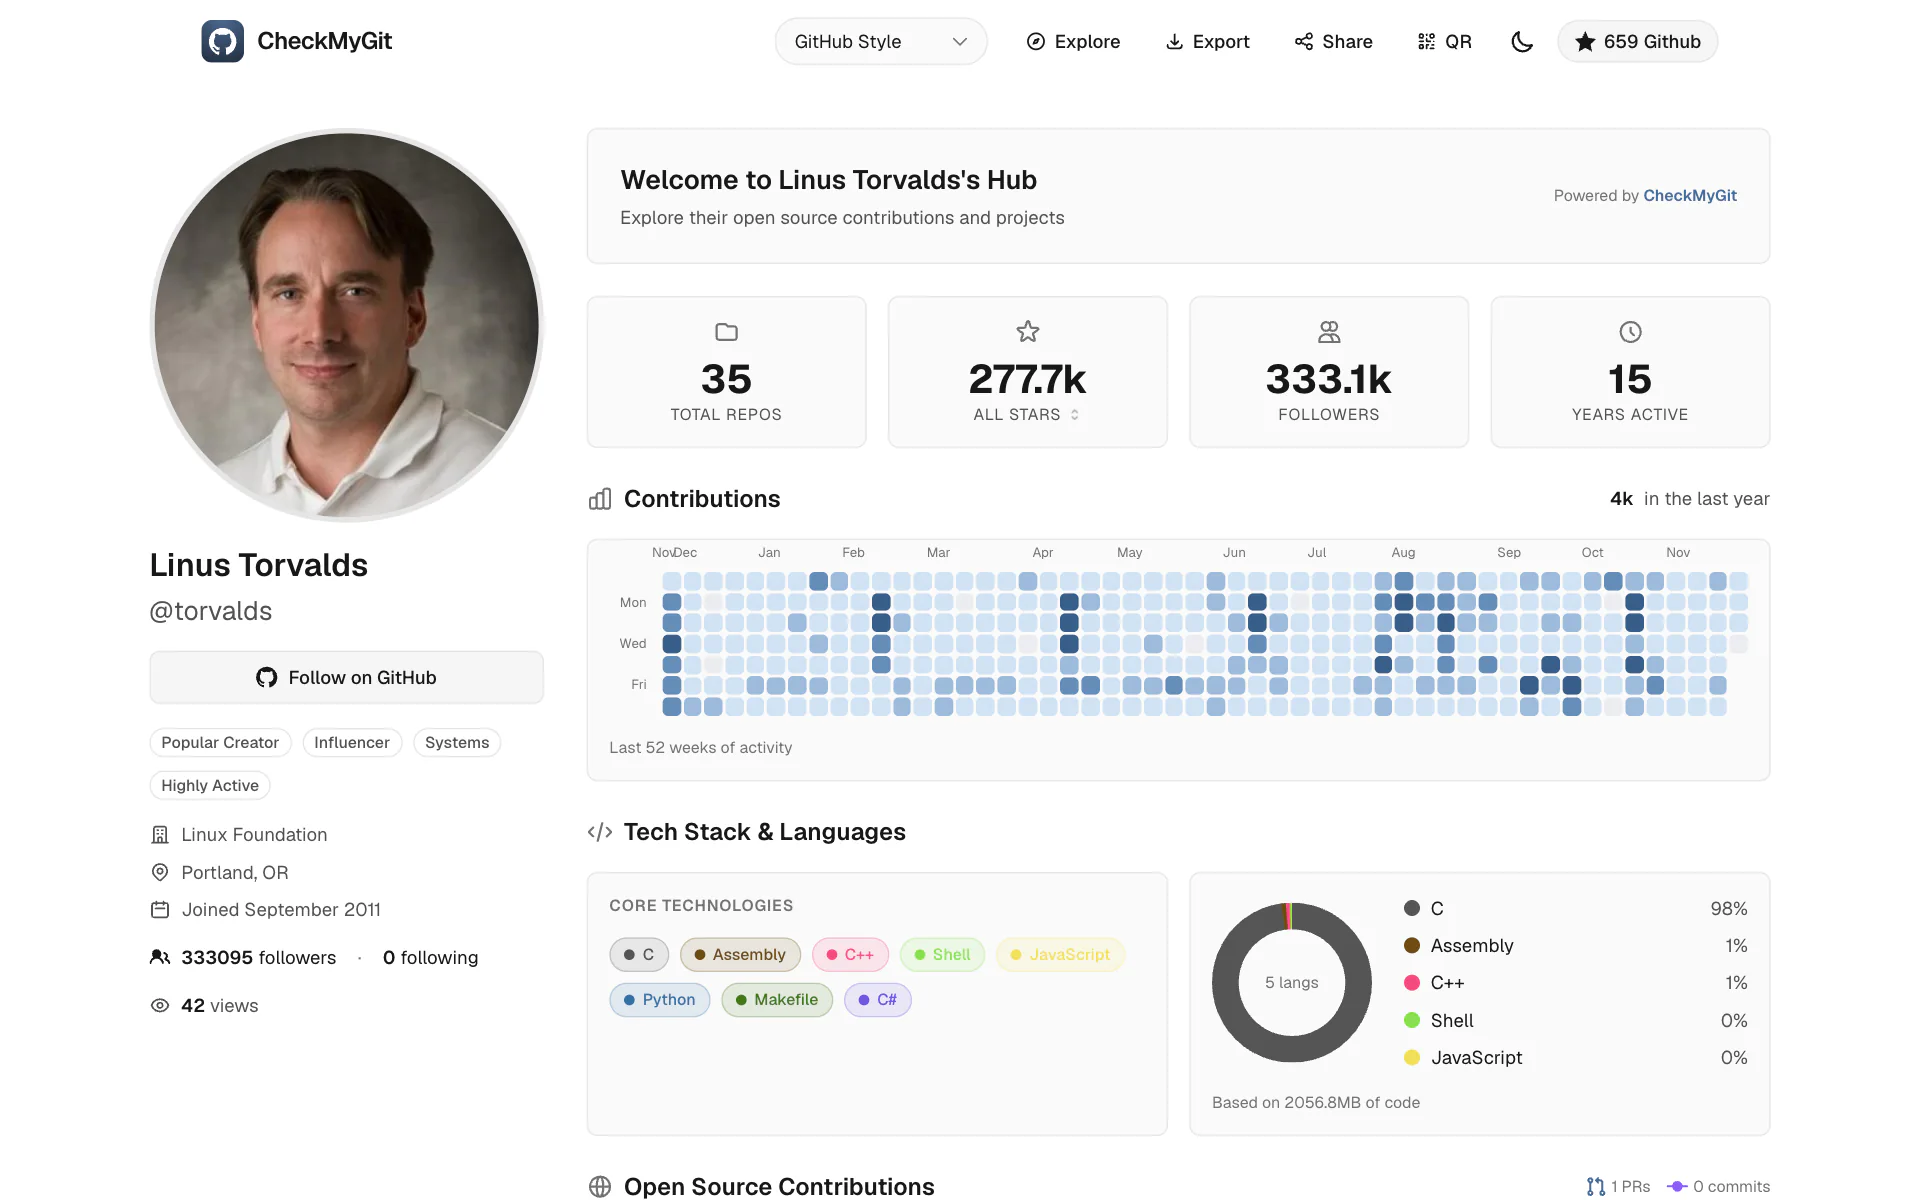 CheckMyGit
GitHub Style
Explore
Export
Share
QR
659 Github
Linus Torvalds
@torvalds
Follow on GitHub
Popular Creator
Influencer
Systems
Highly Active
Linux Foundation
Portland, OR
Joined September 2011
333095 followers · 0 following
42 views
Welcome to Linus Torvalds's Hub
Explore their open source contributions and projects
Powered by CheckMyGit
35
TOTAL REPOS
277.7k
ALL STARS
333.1k
FOLLOWERS
15
YEARS ACTIVE
Contributions
4k in the last year
Nov Dec Jan Feb Mar Apr May Jun Jul Aug Sep Oct Nov
Mon
Wed
Fri
Last 52 weeks of activity
Tech Stack & Languages
CORE TECHNOLOGIES
C
Assembly
C++
Shell
JavaScript
Python
Makefile
C#
5 langs
C 98%
Assembly 1%
C++ 1%
Shell 0%
JavaScript 0%
Based on 2056.8MB of code
Open Source Contributions
1 PRs
0 commits